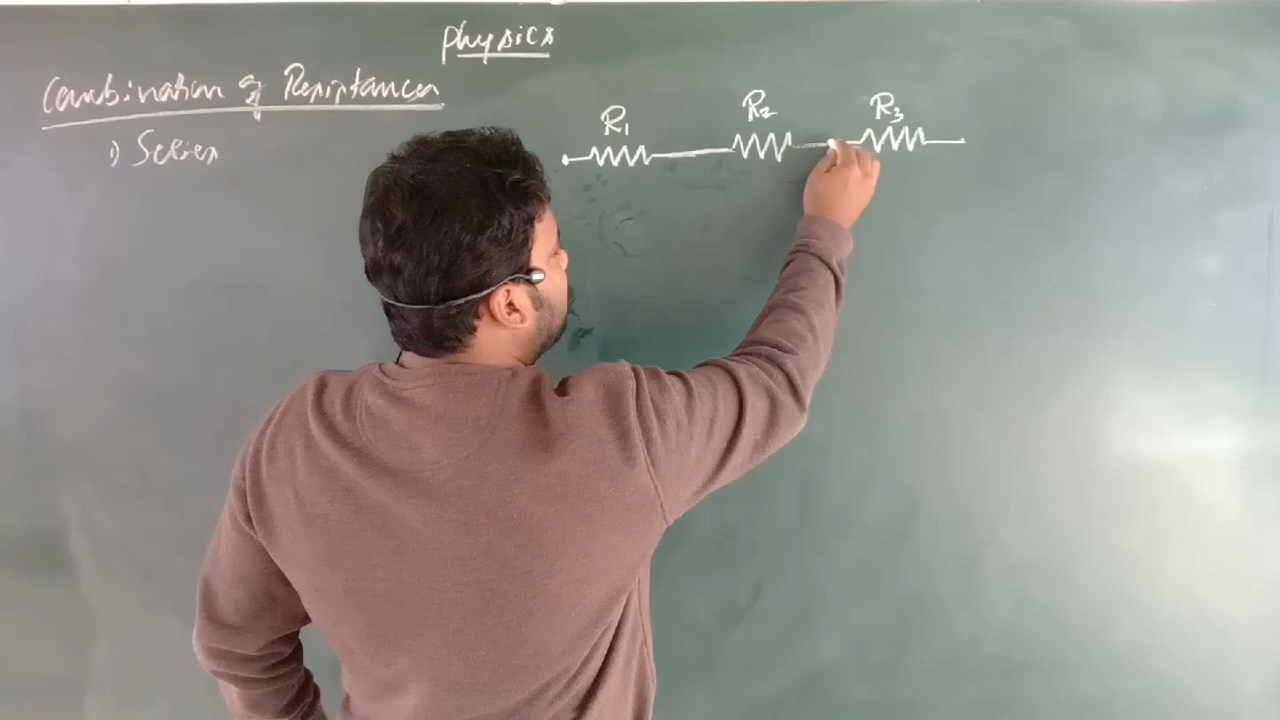 Physics
Combination of Resistances
1) Series
R1 R2 R3